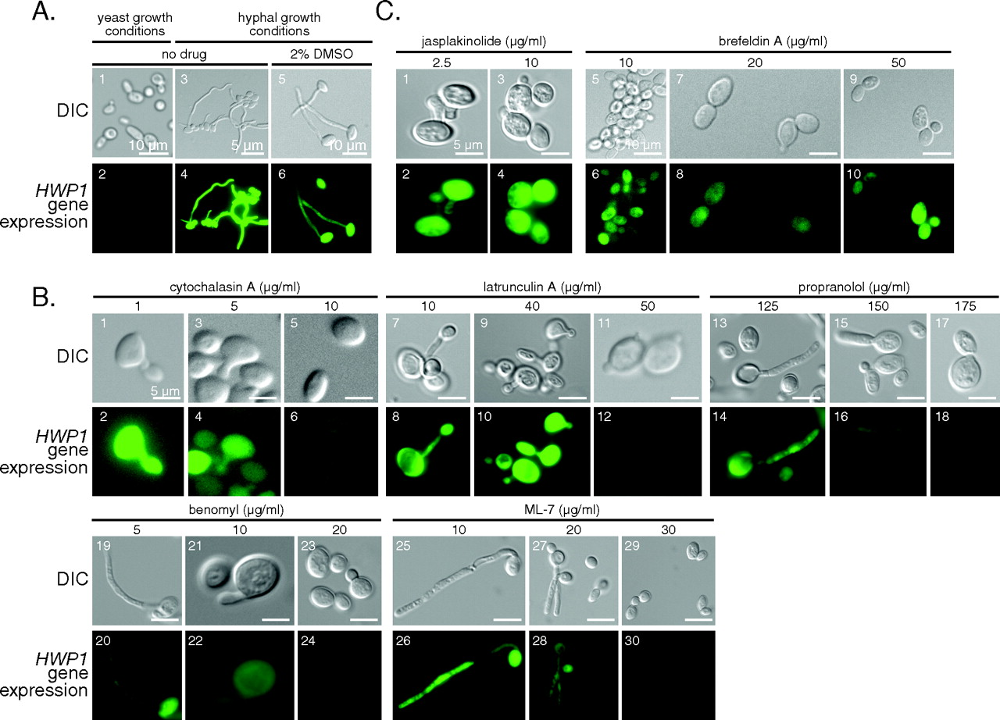 A.
yeast growth conditions
hyphal growth conditions
no drug
2% DMSO
1
3
5
DIC
10 µm
5 µm
10 µm
2
4
6
HWP1
gene
expression
C.
jasplakinolide (µg/ml)
brefeldin A (µg/ml)
2.5
10
10
20
50
1
3
5
7
9
5 µm
10 µm
2
4
6
8
10
B.
cytochalasin A (µg/ml)
latrunculin A (µg/ml)
propranolol (µg/ml)
1
5
10
10
40
50
125
150
175
1
3
5
7
9
11
13
15
17
DIC
5 µm
2
4
6
8
10
12
14
16
18
HWP1
gene
expression
benomyl (µg/ml)
ML-7 (µg/ml)
5
10
20
10
20
30
19
21
23
25
27
29
DIC
20
22
24
26
28
30
HWP1
gene
expression